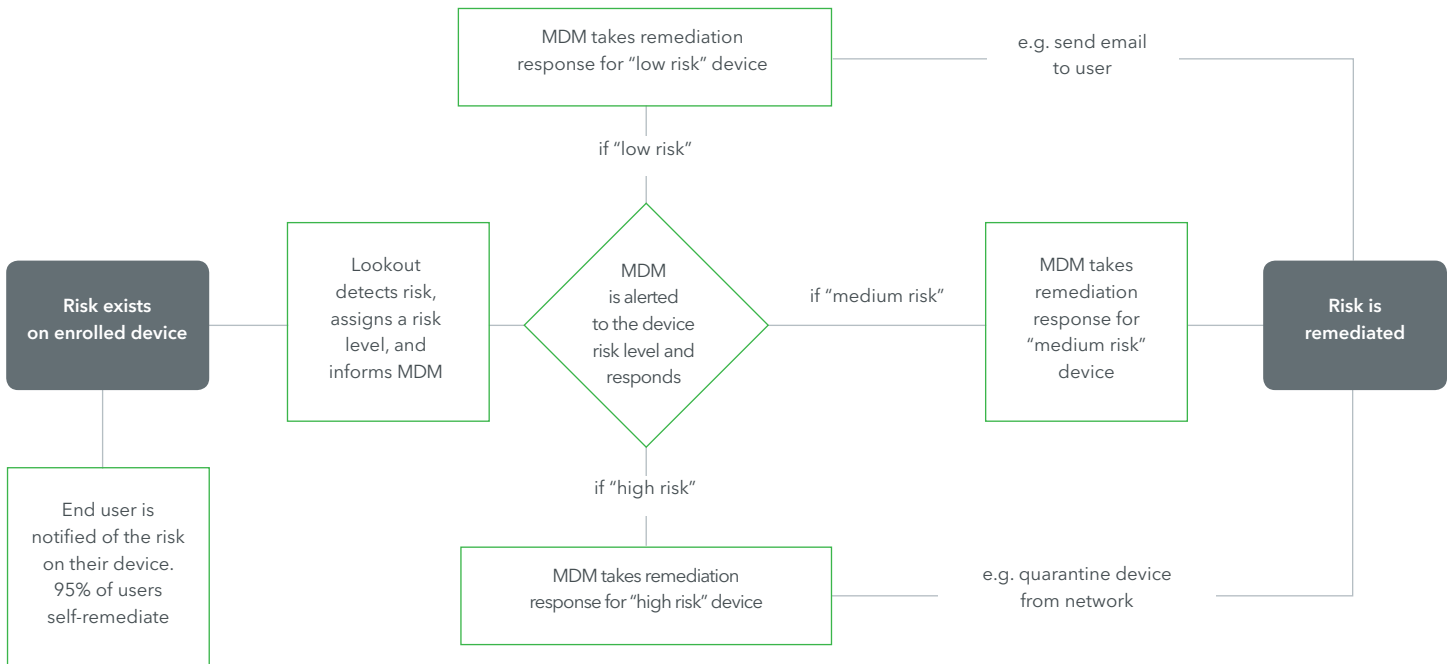 MDM takes remediation
response for “low risk” device
e.g. send email
to user
if “low risk”
Risk exists
on enrolled device
Lookout
detects risk,
assigns a risk
level, and
informs MDM
MDM
is alerted
to the device
risk level and
responds
if “medium risk”
MDM takes
remediation
response for
“medium risk”
device
Risk is
remediated
if “high risk”
End user is
notified of the risk
on their device.
95% of users
self-remediate
MDM takes remediation
response for “high risk” device
e.g. quarantine device
from network